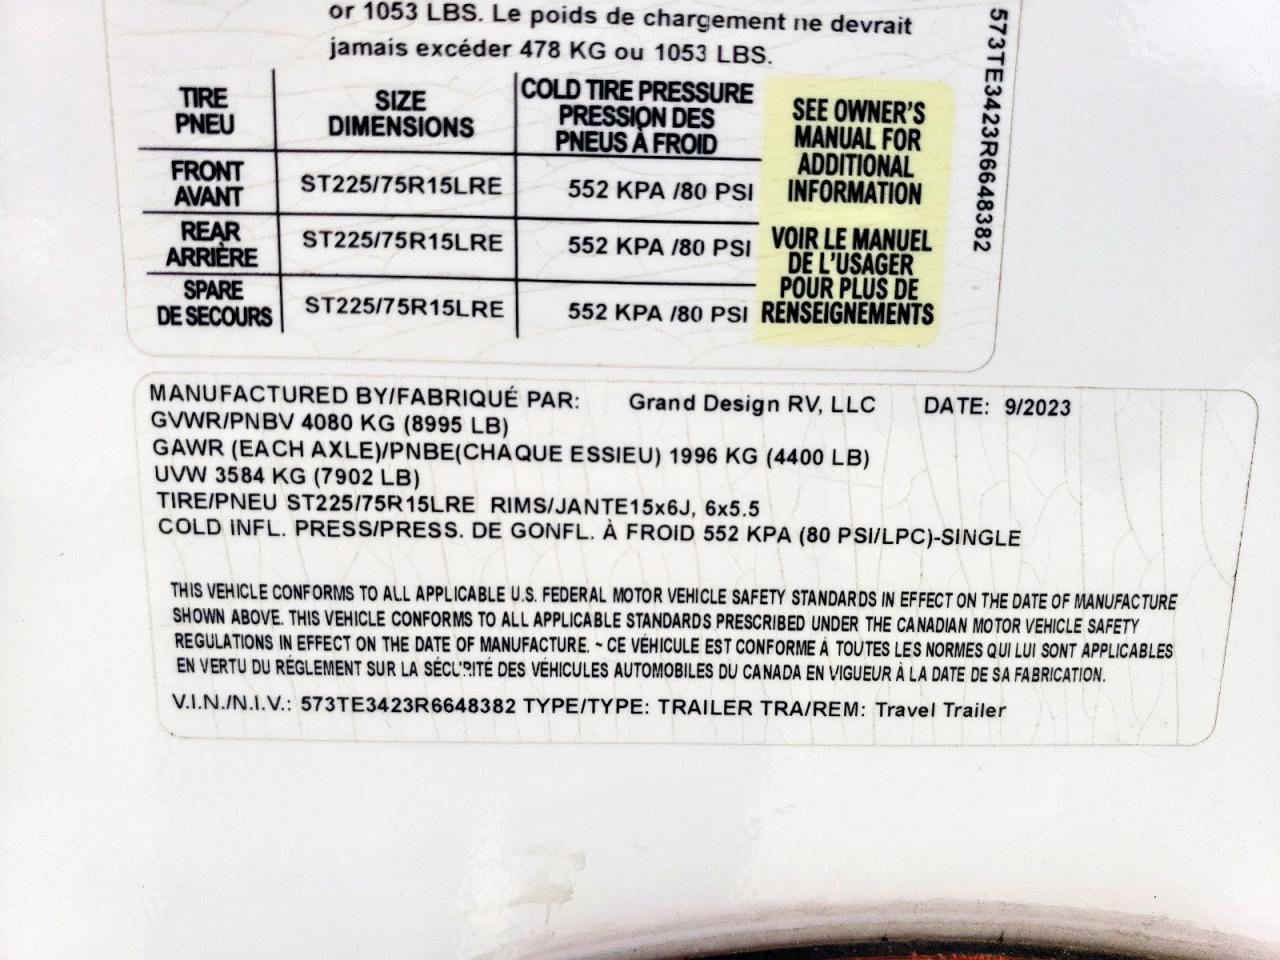 or 1053 LBS. Le poids de chargement ne devrait
jamais excéder 478 KG ou 1053 LBS.
TIRE
PNEU
SIZE
DIMENSIONS
COLD TIRE PRESSURE
PRESSION DES
PNEUS À FROID
FRONT
AVANT
ST225/75R15LRE
552 KPA /80 PSI
REAR
ARRIÈRE
ST225/75R15LRE
552 KPA /80 PSI
SPARE
DE SECOURS
ST225/75R15LRE
552 KPA /80 PSI
SEE OWNER'S
MANUAL FOR
ADDITIONAL
INFORMATION
VOIR LE MANUEL
DE L'USAGER
POUR PLUS DE
RENSEIGNEMENTS
573TE3423R6648382
MANUFACTURED BY/FABRIQUÉ PAR: Grand Design RV, LLC DATE: 9/2023
GVWR/PNBV 4080 KG (8995 LB)
GAWR (EACH AXLE)/PNBE(CHAQUE ESSIEU) 1996 KG (4400 LB)
UVW 3584 KG (7902 LB)
TIRE/PNEU ST225/75R15LRE RIMS/JANTE15x6J, 6x5.5
COLD INFL. PRESS/PRESS. DE GONFL. À FROID 552 KPA (80 PSI/LPC)-SINGLE
THIS VEHICLE CONFORMS TO ALL APPLICABLE U.S. FEDERAL MOTOR VEHICLE SAFETY STANDARDS IN EFFECT ON THE DATE OF MANUFACTURE
SHOWN ABOVE. THIS VEHICLE CONFORMS TO ALL APPLICABLE STANDARDS PRESCRIBED UNDER THE CANADIAN MOTOR VEHICLE SAFETY
REGULATIONS IN EFFECT ON THE DATE OF MANUFACTURE. ~ CE VÉHICULE EST CONFORME À TOUTES LES NORMES QUI LUI SONT APPLICABLES
EN VERTU DU RÉGLEMENT SUR LA SÉCURITÉ DES VÉHICULES AUTOMOBILES DU CANADA EN VIGUEUR À LA DATE DE SA FABRICATION.
V.I.N./N.I.V.: 573TE3423R6648382 TYPE/TYPE: TRAILER TRA/REM: Travel Trailer